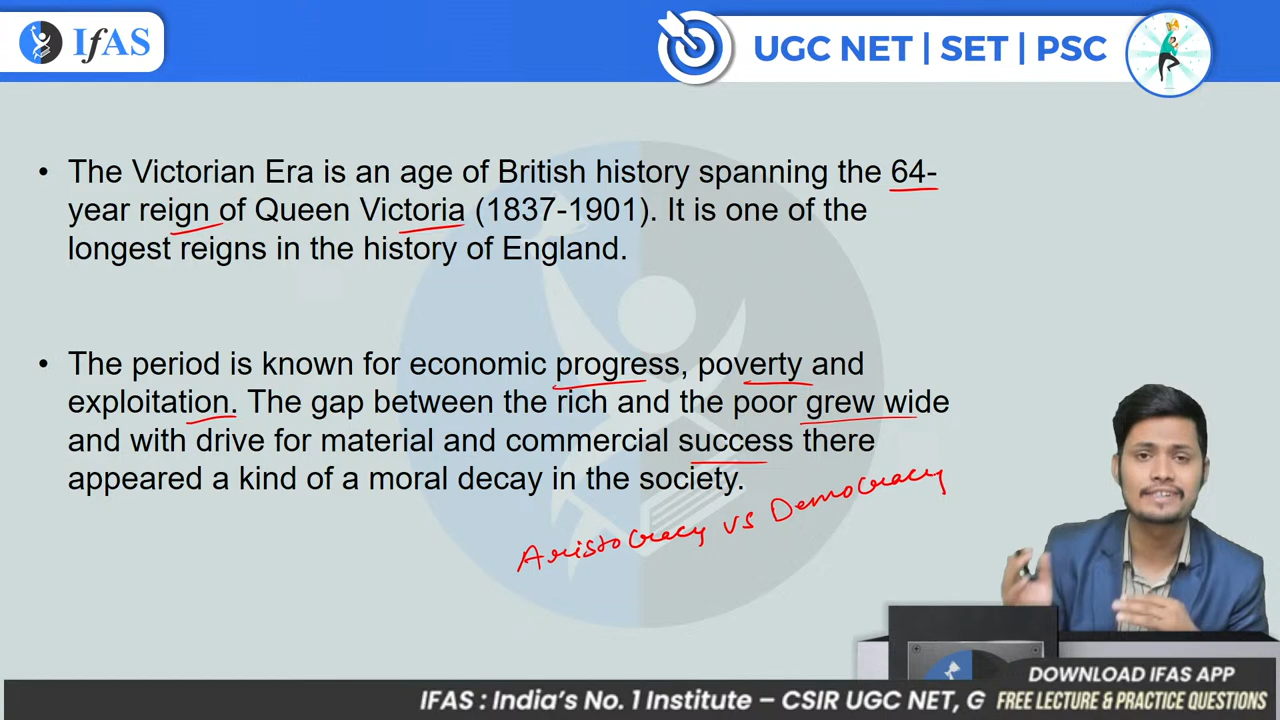 IfAS
UGC NET | SET | PSC
• The Victorian Era is an age of British history spanning the 64-
year reign of Queen Victoria (1837-1901). It is one of the
longest reigns in the history of England.
• The period is known for economic progress, poverty and
exploitation. The gap between the rich and the poor grew wide
and with drive for material and commercial success there
appeared a kind of a moral decay in the society.
Aristocracy vs Democracy
DOWNLOAD IFAS APP
IFAS : India's No. 1 Institute – CSIR UGC NET, G
FREE LECTURE & PRACTICE QUESTIONS